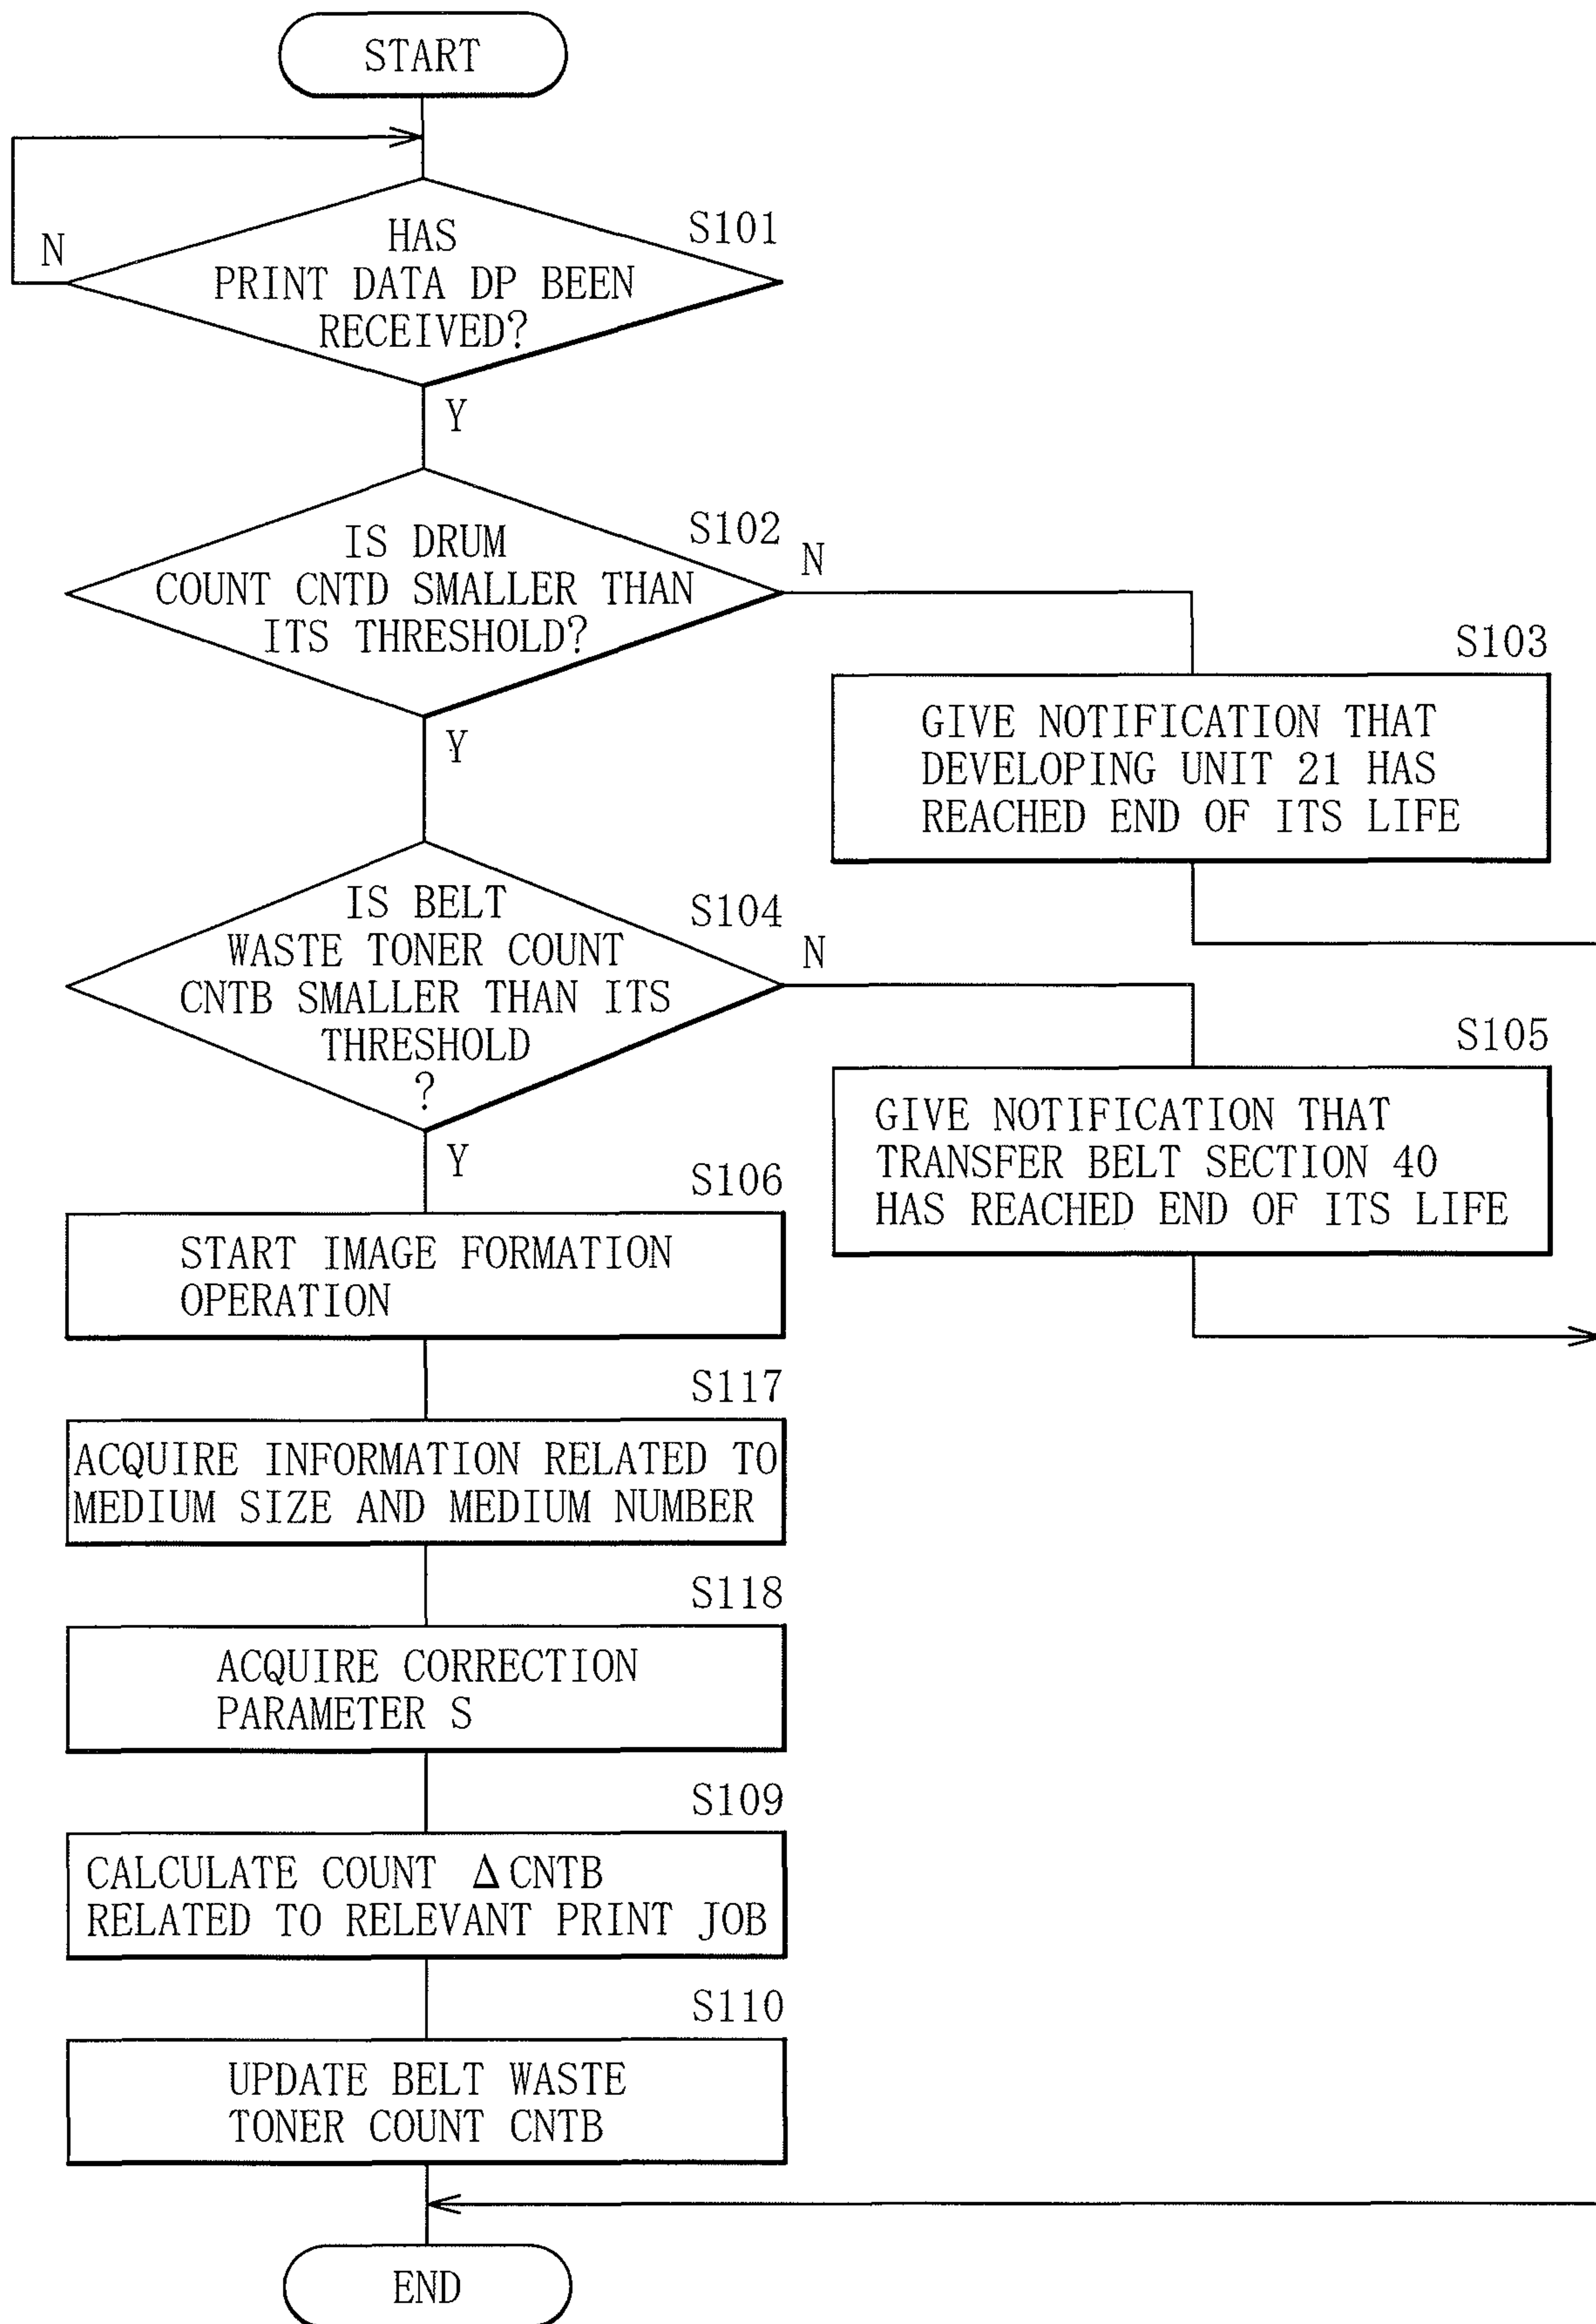 START
S101
N
HAS
PRINT DATA DP BEEN
RECEIVED?
Y
S102
N
IS DRUM
COUNT CNTD SMALLER THAN
ITS THRESHOLD?
Y
S103
GIVE NOTIFICATION THAT
DEVELOPING UNIT 21 HAS
REACHED END OF ITS LIFE
S104
N
IS BELT
WASTE TONER COUNT
CNTB SMALLER THAN ITS
THRESHOLD
?
Y
S105
GIVE NOTIFICATION THAT
TRANSFER BELT SECTION 40
HAS REACHED END OF ITS LIFE
S106
START IMAGE FORMATION
OPERATION
S117
ACQUIRE INFORMATION RELATED TO
MEDIUM SIZE AND MEDIUM NUMBER
S118
ACQUIRE CORRECTION
PARAMETER S
S109
CALCULATE COUNT ΔCNTB
RELATED TO RELEVANT PRINT JOB
S110
UPDATE BELT WASTE
TONER COUNT CNTB
END